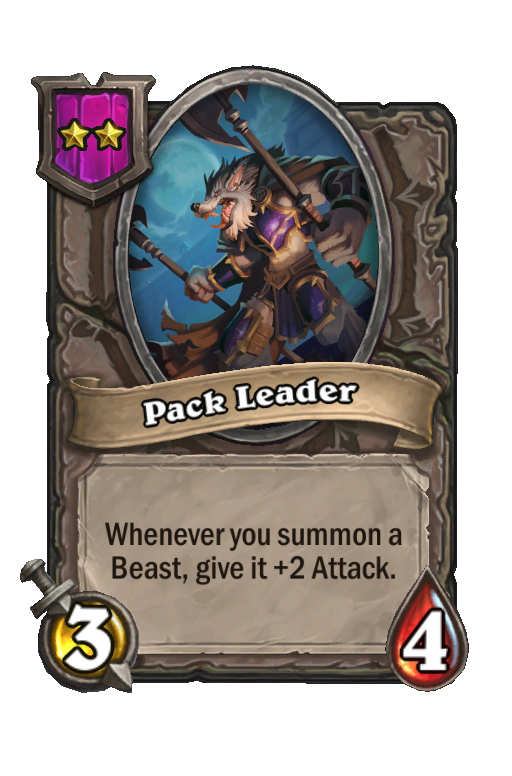 Pack Leader
Whenever you summon a
Beast, give it +2 Attack.
3
4